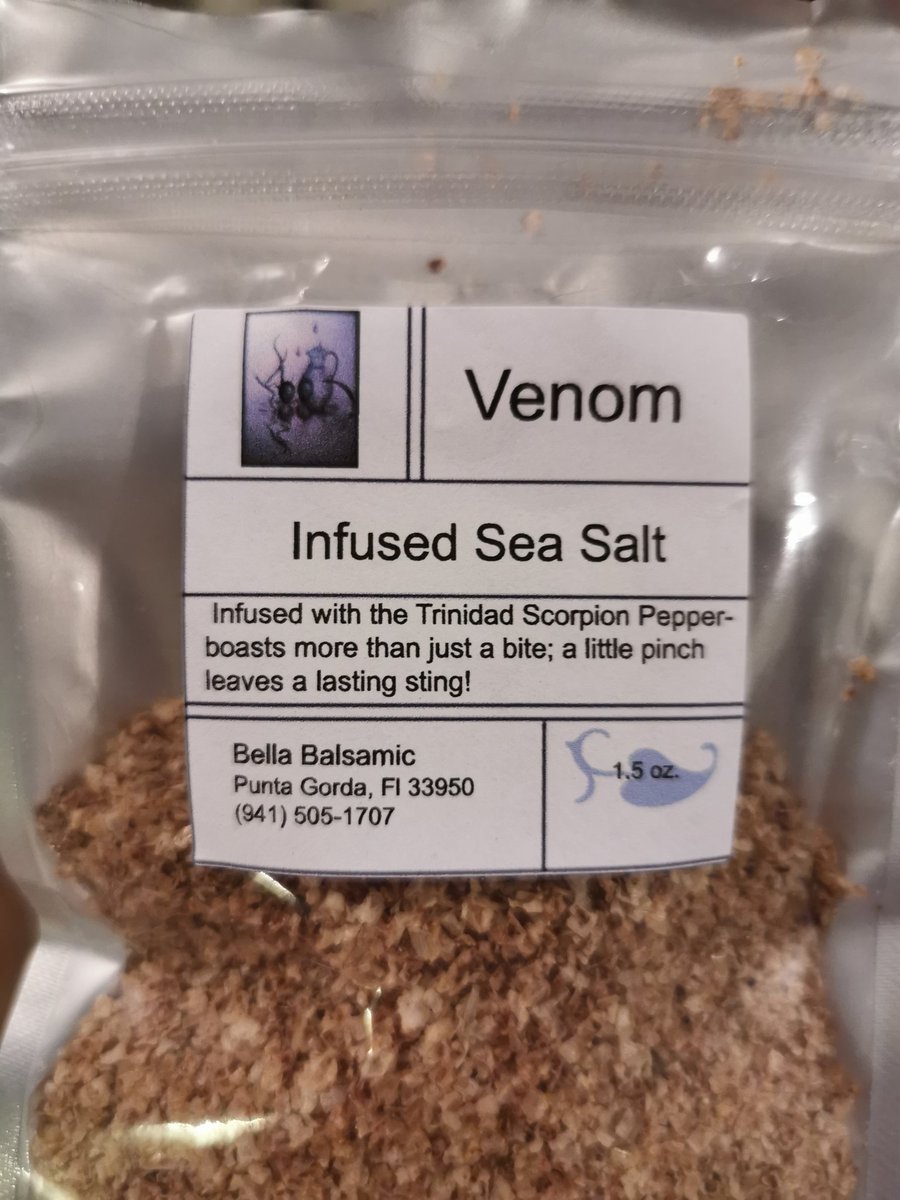 Venom
Infused Sea Salt
Infused with the Trinidad Scorpion Pepper-
boasts more than just a bite; a little pinch
leaves a lasting sting!
Bella Balsamic
Punta Gorda, Fl 33950
(941) 505-1707
1.5 oz.